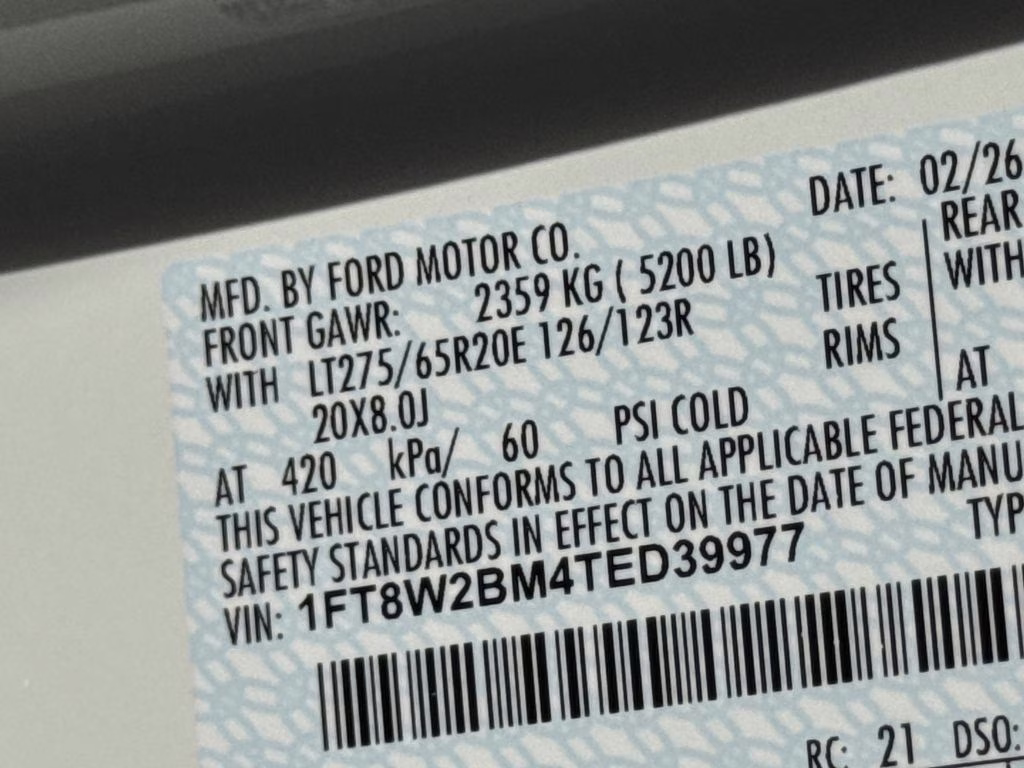 DATE: 02/26
MFD. BY FORD MOTOR CO.
FRONT GAWR: 2359 KG ( 5200 LB) REAR
WITH LT275/65R20E 126/123R TIRES WITH
20X8.0J RIMS
AT 420 kPa/ 60 PSI COLD AT
THIS VEHICLE CONFORMS TO ALL APPLICABLE FEDERAL
SAFETY STANDARDS IN EFFECT ON THE DATE OF MANU
VIN: 1FT8W2BM4TED39977 TYP
RC: 21 DSO: